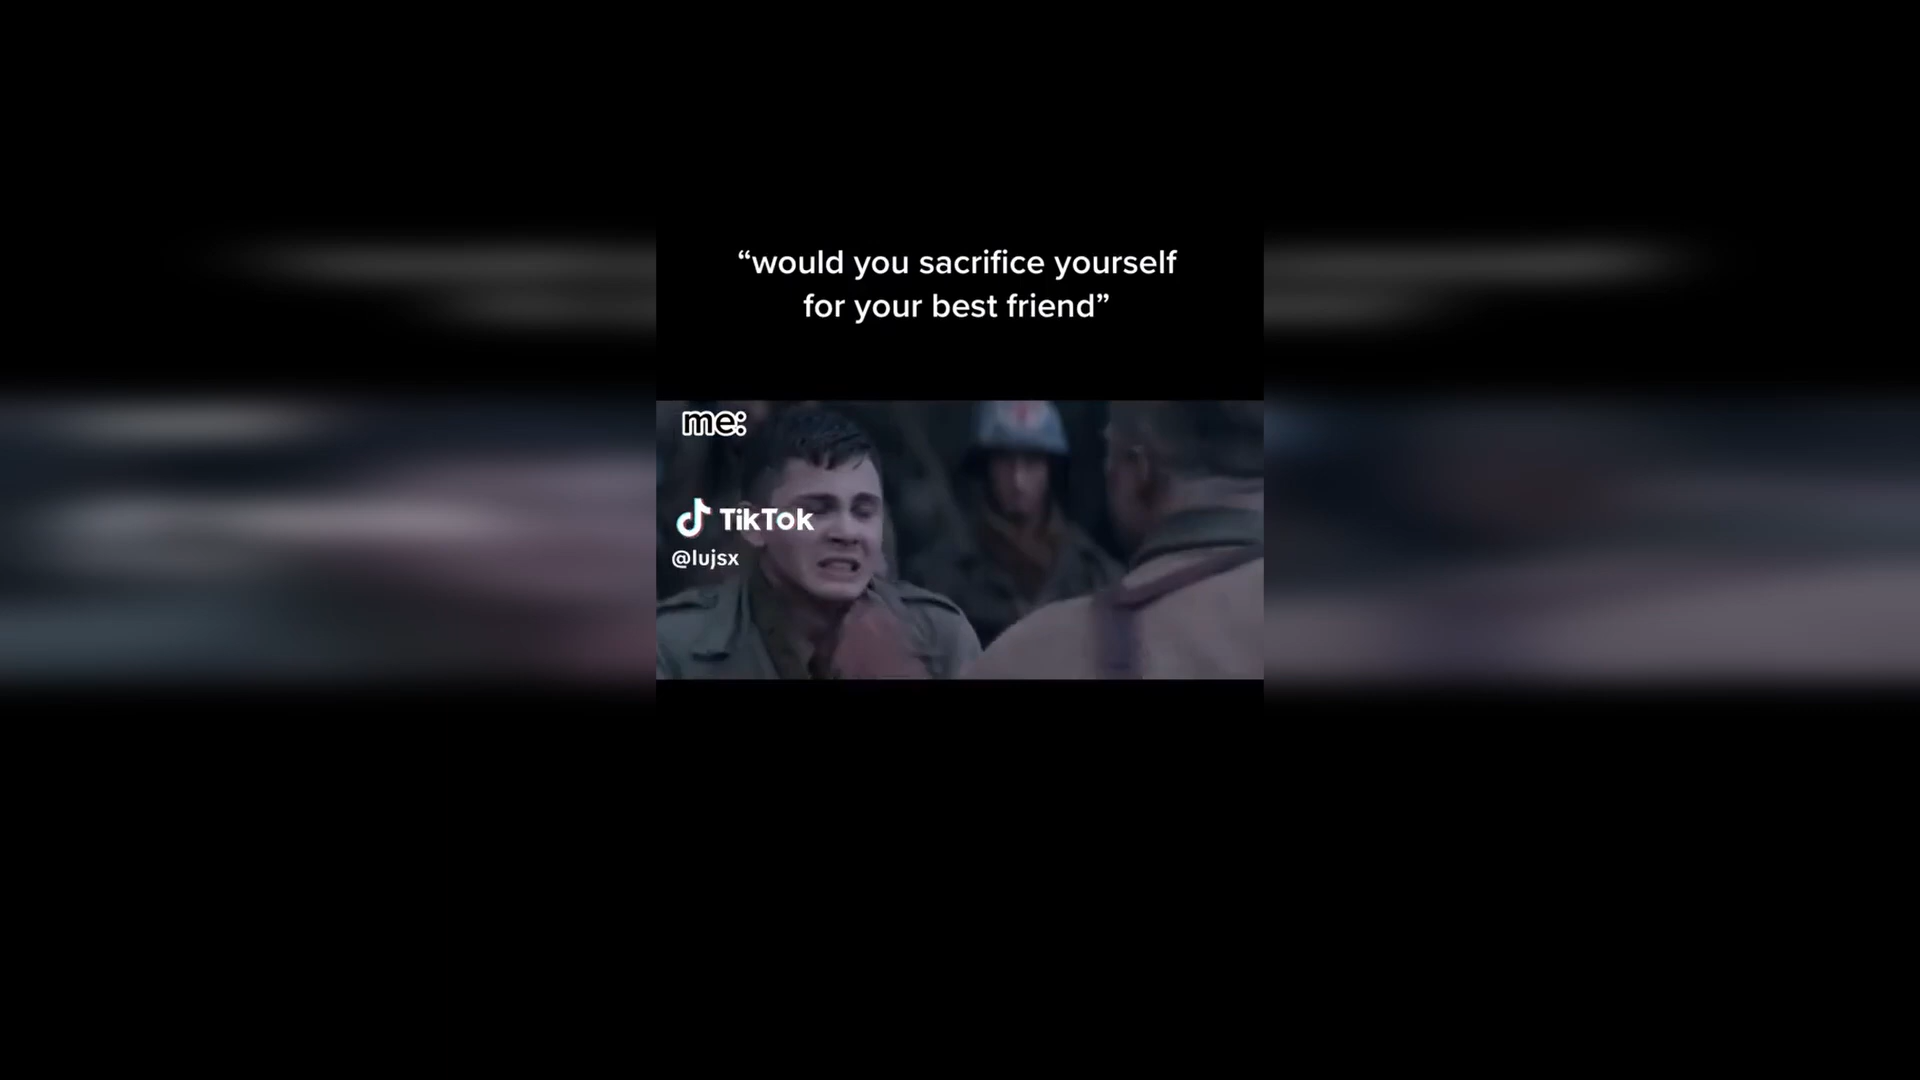 “would you sacrifice yourself
for your best friend”
me:
TikTok
@lujsx